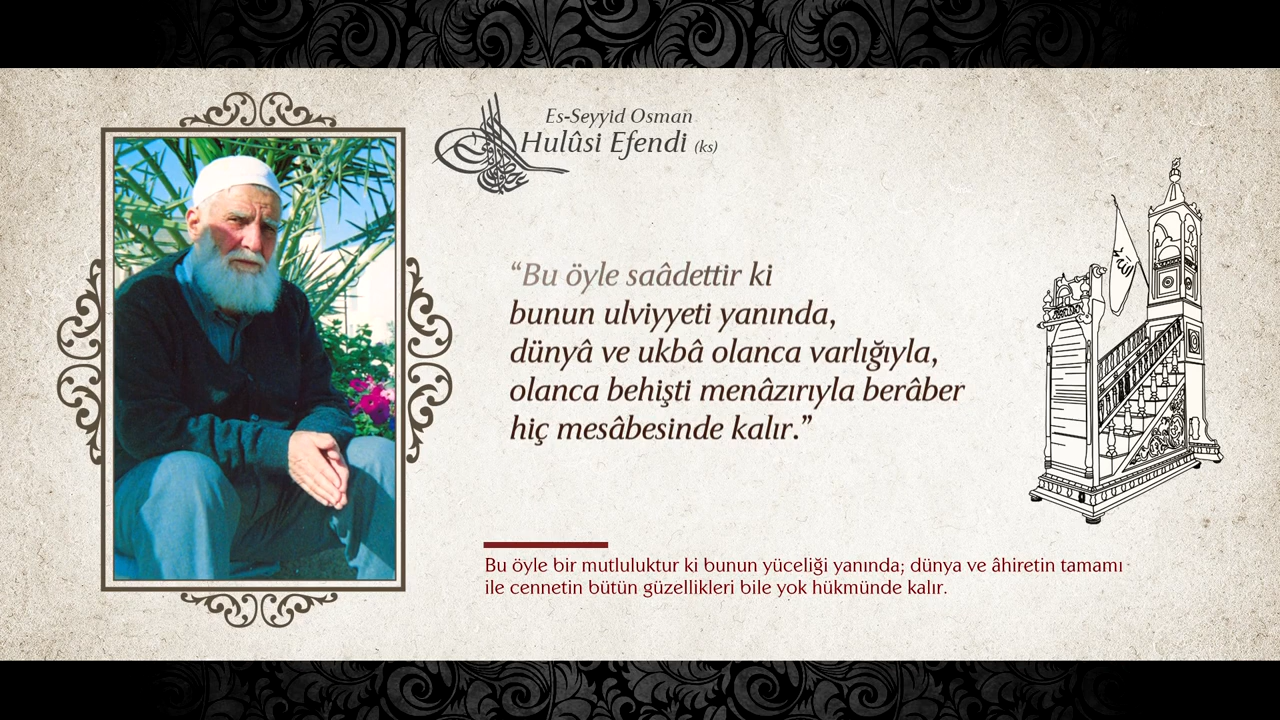 Es-Seyyid Osman
Hulûsi Efendi (ks)
“Bu öyle saâdettir ki
bunun ulviyyeti yanında,
dünyâ ve ukbâ olanca varlığıyla,
olanca behişti menâzırıyla berâber
hiç mesâbesinde kalır.”
Bu öyle bir mutluluktur ki bunun yüceliği yanında; dünya ve âhiretin tamamı
ile cennetin bütün güzellikleri bile yok hükmünde kalır.